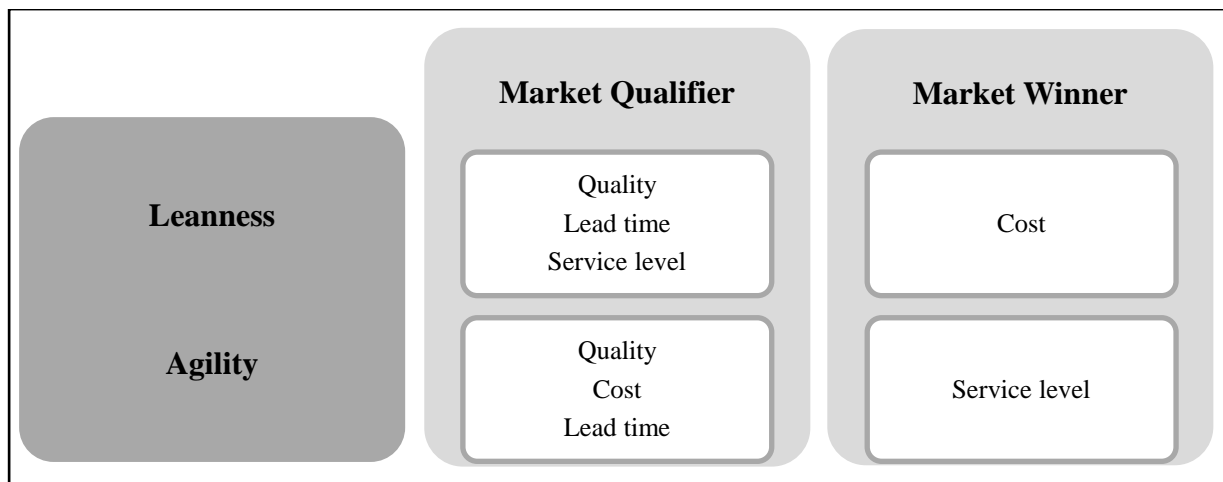 Market Qualifier
Market Winner
Leanness
Quality
Lead time
Service level
Cost
Agility
Quality
Cost
Lead time
Service level